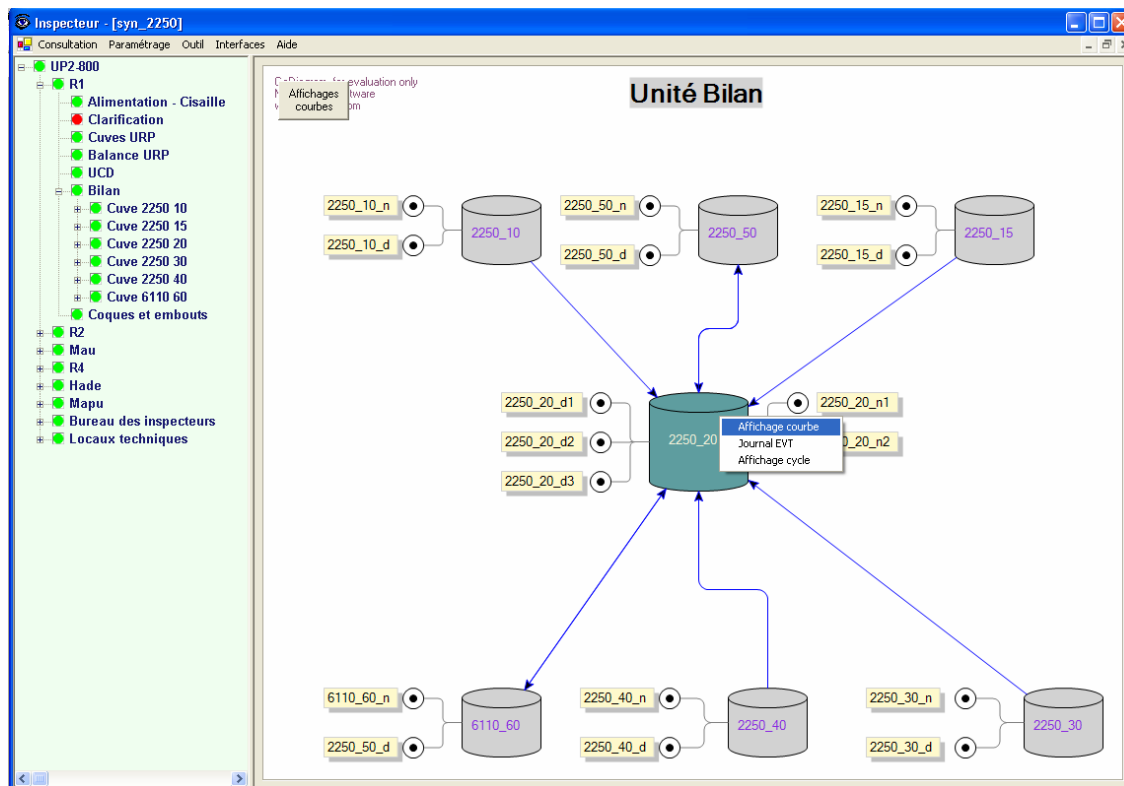 Inspecteur - [syn_2250]
Consultation Paramétrage Outil Interfaces Aide
UP2-800
R1
Alimentation - Cisaille
Clarification
Cuves URP
Balance URP
UCD
Bilan
Cuve 2250 10
Cuve 2250 15
Cuve 2250 20
Cuve 2250 30
Cuve 2250 40
Cuve 6110 60
Coques et embouts
R2
Mau
R4
Hade
Mapu
Bureau des inspecteurs
Locaux techniques
for evaluation only
Affichages
courbes
Unité Bilan
2250_10_n
2250_10_d
2250_10
2250_50_n
2250_50_d
2250_50
2250_15_n
2250_15_d
2250_15
2250_20_d1
2250_20_d2
2250_20_d3
2250_20
2250_20_n1
_20_n2
Affichage courbe
Journal EVT
Affichage cycle
6110_60_n
2250_50_d
6110_60
2250_40_n
2250_40_d
2250_40
2250_30_n
2250_30_d
2250_30